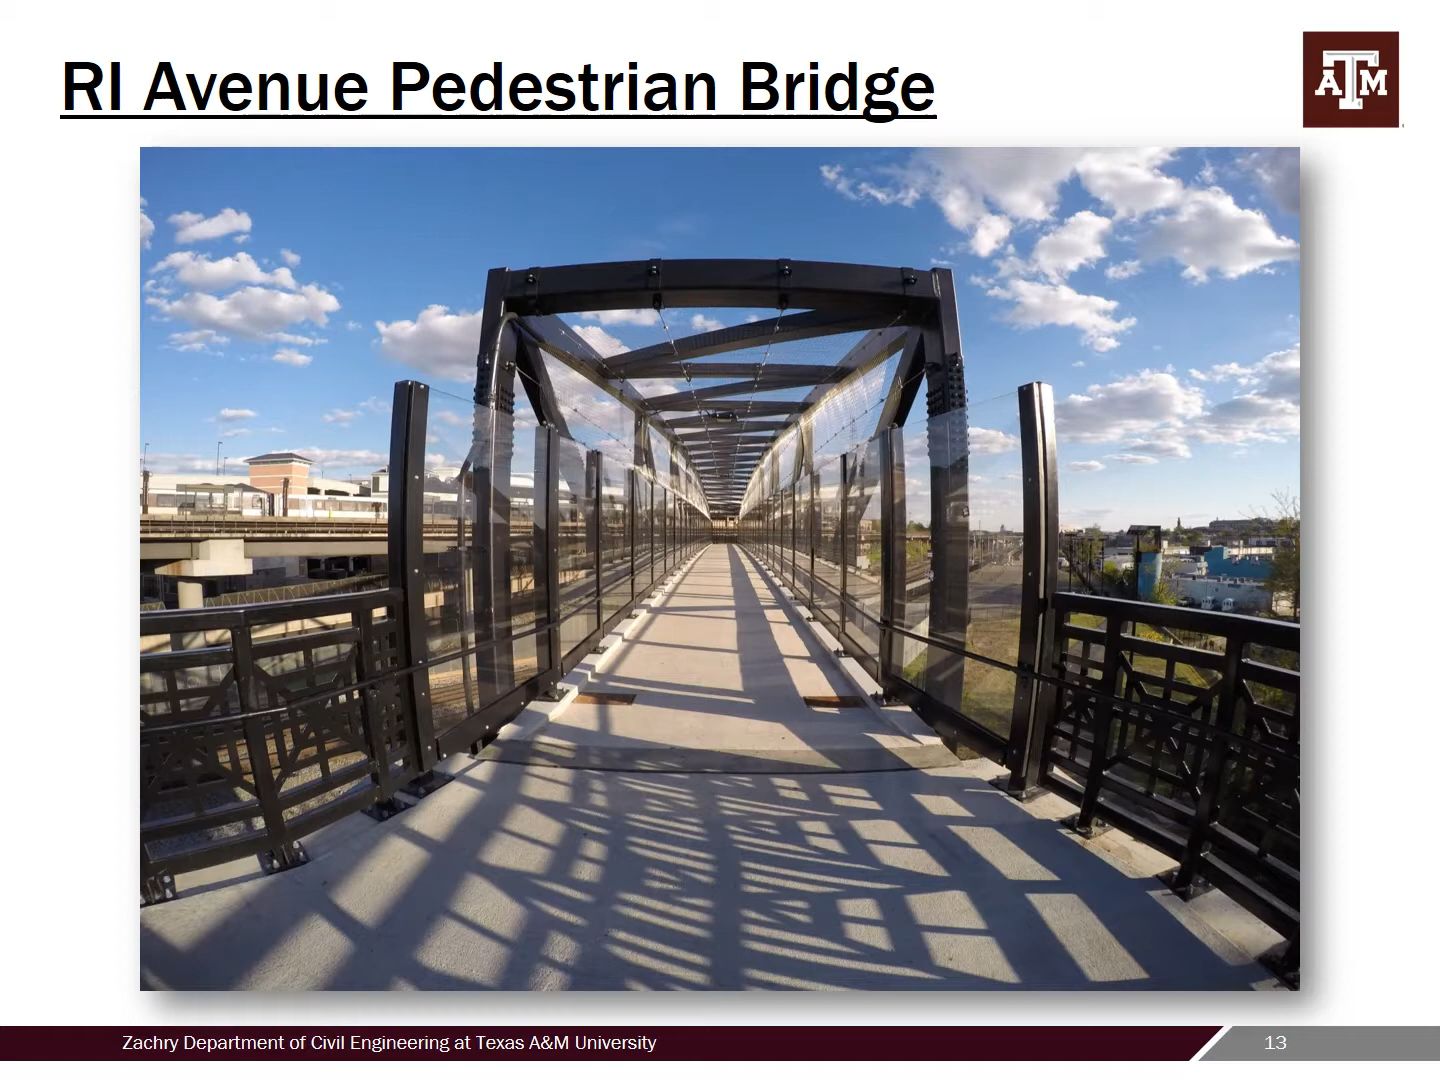 RI Avenue Pedestrian Bridge
ATM
Zachry Department of Civil Engineering at Texas A&M University
13